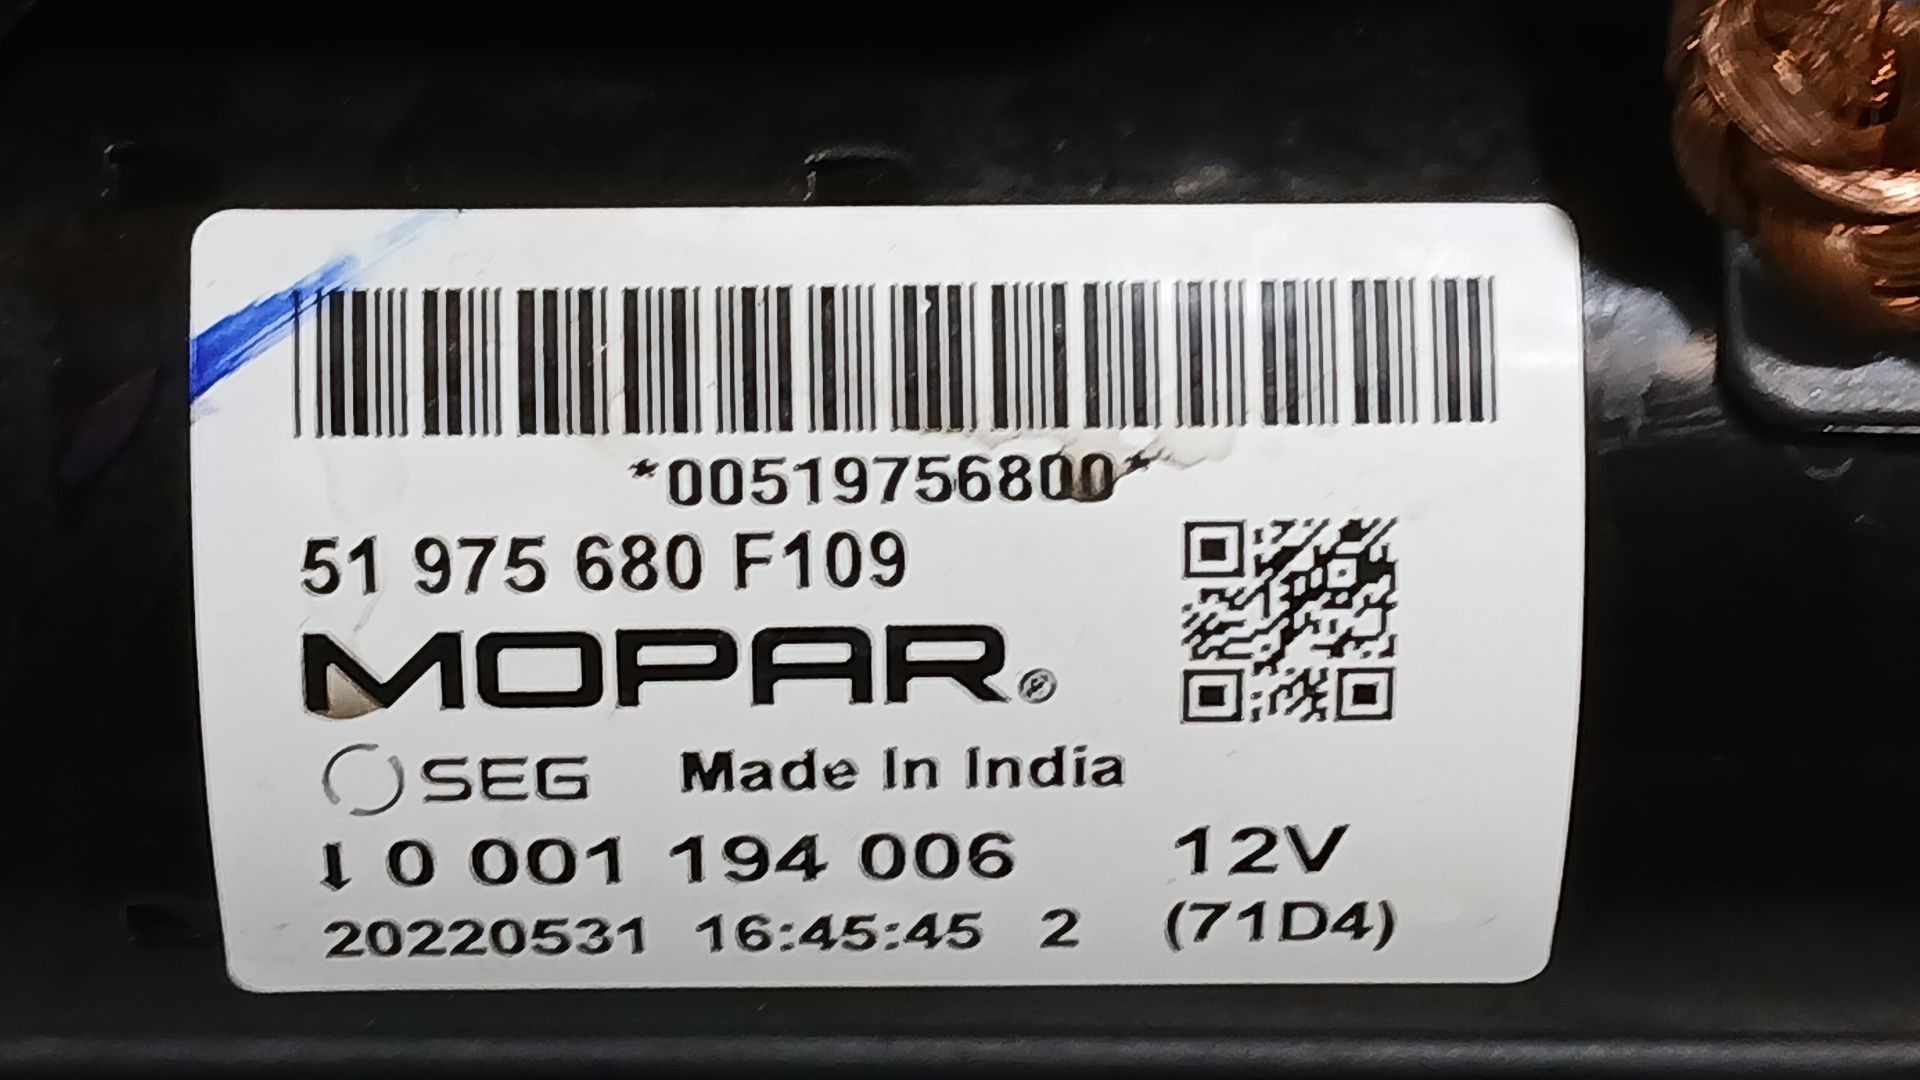 *00519756800*
51 975 680 F109
MOPAR®
SEG Made In India
↓ 0 001 194 006 12V
20220531 16:45:45 2 (71D4)